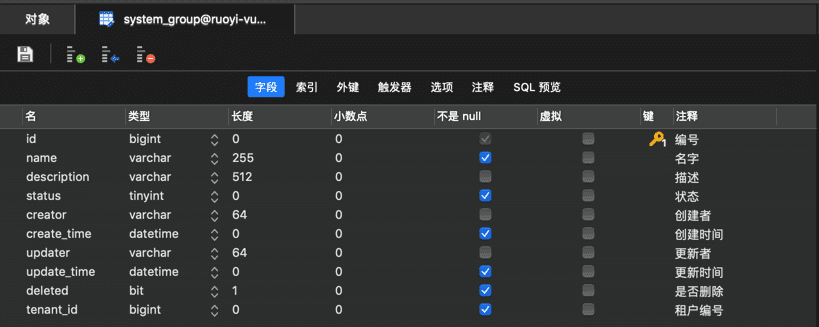 对象 system_group@ruoyi-vu...
字段 索引 外键 触发器 选项 注释 SQL 预览
名 类型 长度 小数点 不是 null 虚拟 键 注释
id bigint 0 0 1 编号
name varchar 255 0 名字
description varchar 512 0 描述
status tinyint 0 0 状态
creator varchar 64 0 创建者
create_time datetime 0 0 创建时间
updater varchar 64 0 更新者
update_time datetime 0 0 更新时间
deleted bit 1 0 是否删除
tenant_id bigint 0 0 租户编号